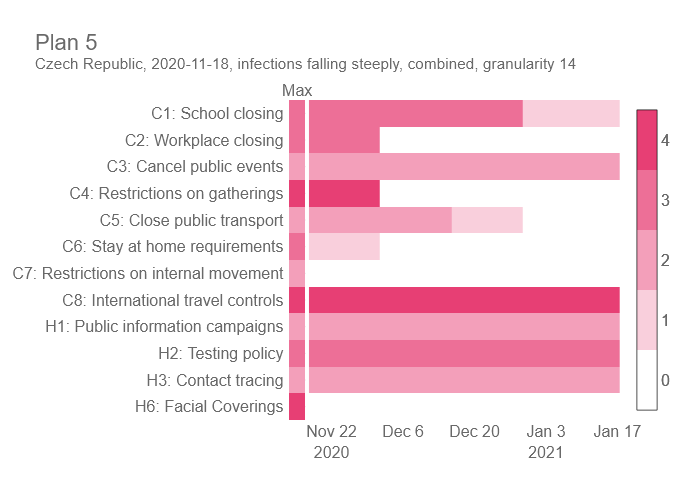 Plan 5
Czech Republic, 2020-11-18, infections falling steeply, combined, granularity 14
Max
C1: School closing
C2: Workplace closing
C3: Cancel public events
C4: Restrictions on gatherings
C5: Close public transport
C6: Stay at home requirements
C7: Restrictions on internal movement
C8: International travel controls
H1: Public information campaigns
H2: Testing policy
H3: Contact tracing
H6: Facial Coverings
4
3
2
1
0
Nov 22 Dec 6 Dec 20 Jan 3 Jan 17
2020 2021